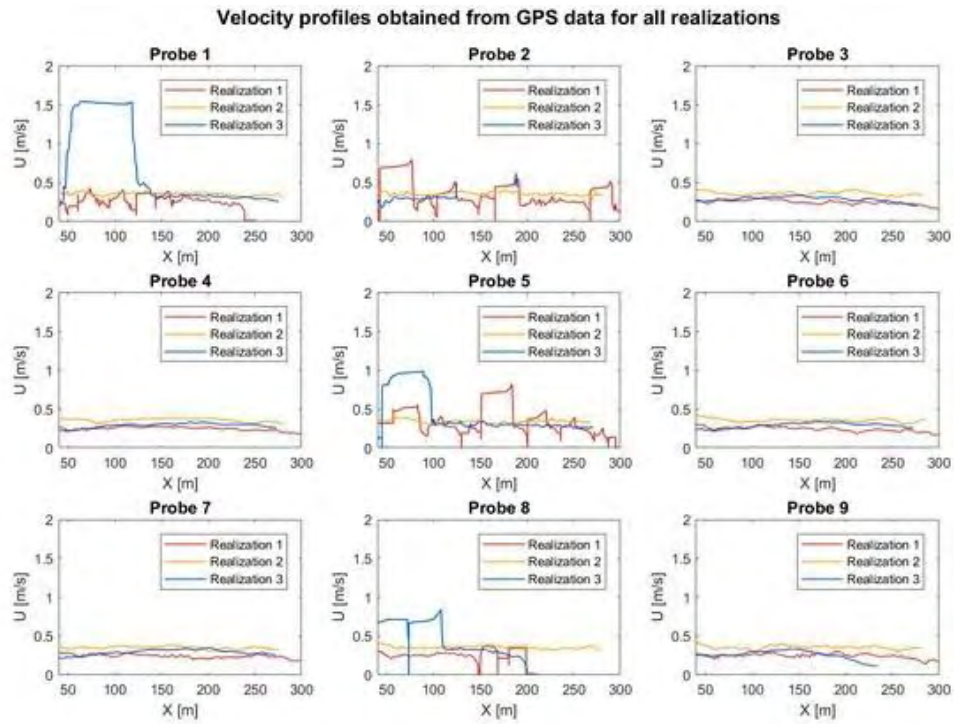 Velocity profiles obtained from GPS data for all realizations
Probe 1
Probe 2
Probe 3
2
1.5
1
0.5
0
U [m/s]
Realization 1
Realization 2
Realization 3
50 100 150 200 250 300
X [m]
2
1.5
1
0.5
0
U [m/s]
Realization 1
Realization 2
Realization 3
50 100 150 200 250 300
X [m]
2
1.5
1
0.5
0
U [m/s]
Realization 1
Realization 2
Realization 3
50 100 150 200 250 300
X [m]
Probe 4
Probe 5
Probe 6
2
1.5
1
0.5
0
U [m/s]
Realization 1
Realization 2
Realization 3
50 100 150 200 250 300
X [m]
2
1.5
1
0.5
0
U [m/s]
Realization 1
Realization 2
Realization 3
50 100 150 200 250 300
X [m]
2
1.5
1
0.5
0
U [m/s]
Realization 1
Realization 2
Realization 3
50 100 150 200 250 300
X [m]
Probe 7
Probe 8
Probe 9
2
1.5
1
0.5
0
U [m/s]
Realization 1
Realization 2
Realization 3
50 100 150 200 250 300
X [m]
2
1.5
1
0.5
0
U [m/s]
Realization 1
Realization 2
Realization 3
50 100 150 200 250 300
X [m]
2
1.5
1
0.5
0
U [m/s]
Realization 1
Realization 2
Realization 3
50 100 150 200 250 300
X [m]